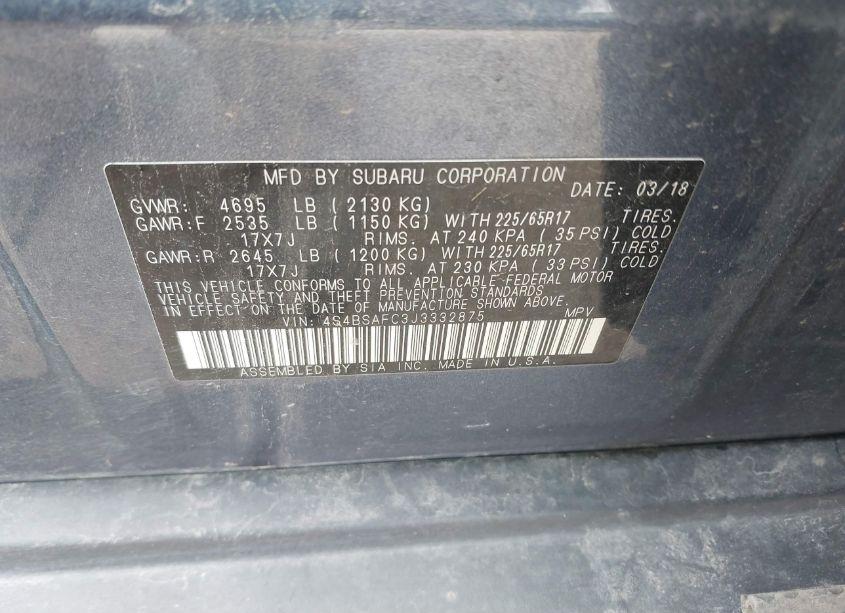 MFD BY SUBARU CORPORATION DATE: 03/18
GVWR: 4695 LB ( 2130 KG)
GAWR:F 2535 LB ( 1150 KG) WITH 225/65R17 TIRES.
17X7J RIMS. AT 240 KPA ( 35 PSI) COLD
GAWR:R 2645 LB ( 1200 KG) WITH 225/65R17 TIRES.
17X7J RIMS. AT 230 KPA ( 33 PSI) COLD
THIS VEHICLE CONFORMS TO ALL APPLICABLE FEDERAL MOTOR
VEHICLE SAFETY AND THEFT PREVENTION STANDARDS
IN EFFECT ON THE DATE OF MANUFACTURE SHOWN ABOVE.
VIN: 4S4BSAFC3J3332875 MPV
ASSEMBLED BY SIA INC. MADE IN U.S.A.